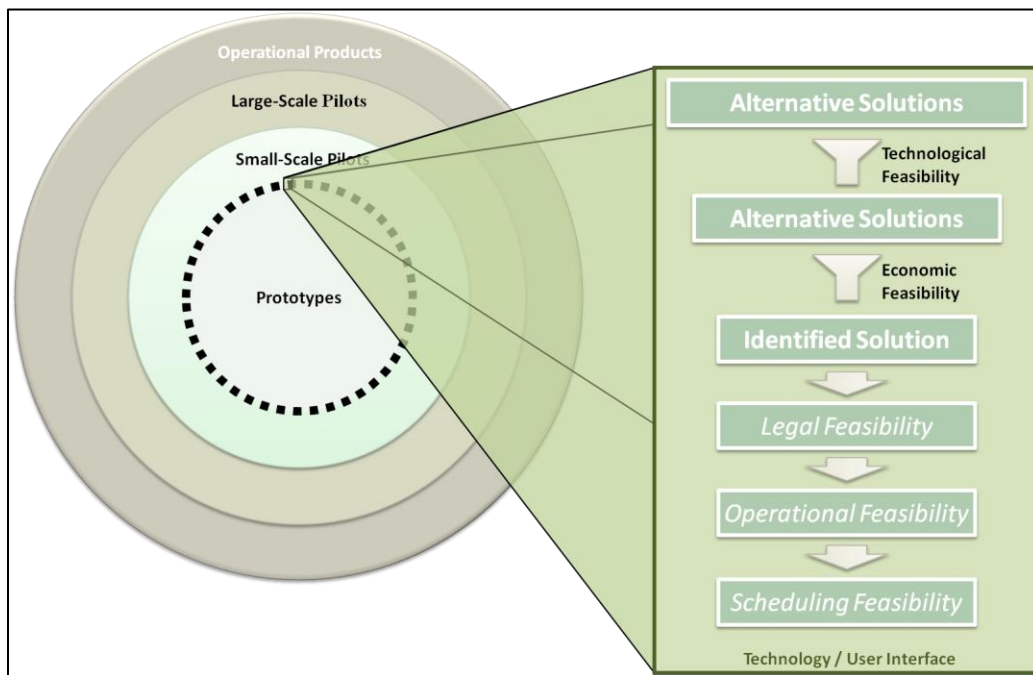 Operational Products
Large-Scale Pilots
Small-Scale Pilots
Prototypes
Alternative Solutions
Technological
Feasibility
Alternative Solutions
Economic
Feasibility
Identified Solution
Legal Feasibility
Operational Feasibility
Scheduling Feasibility
Technology / User Interface